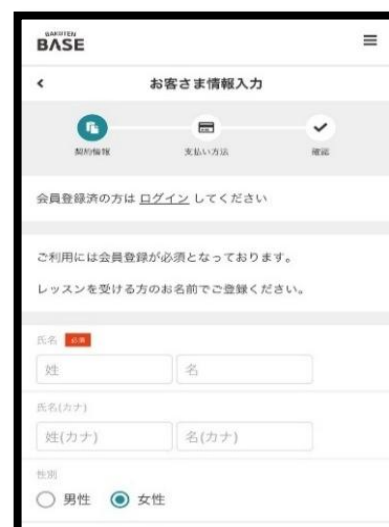 RAKUTEN
BASE
お客さま情報入力
契約情報 支払い方法 確認
会員登録済の方は ログイン してください
ご利用には会員登録が必須となっております。
レッスンを受ける方のお名前でご登録ください。
氏名 必須
姓 名
氏名(カナ)
姓(カナ) 名(カナ)
性別
男性 女性